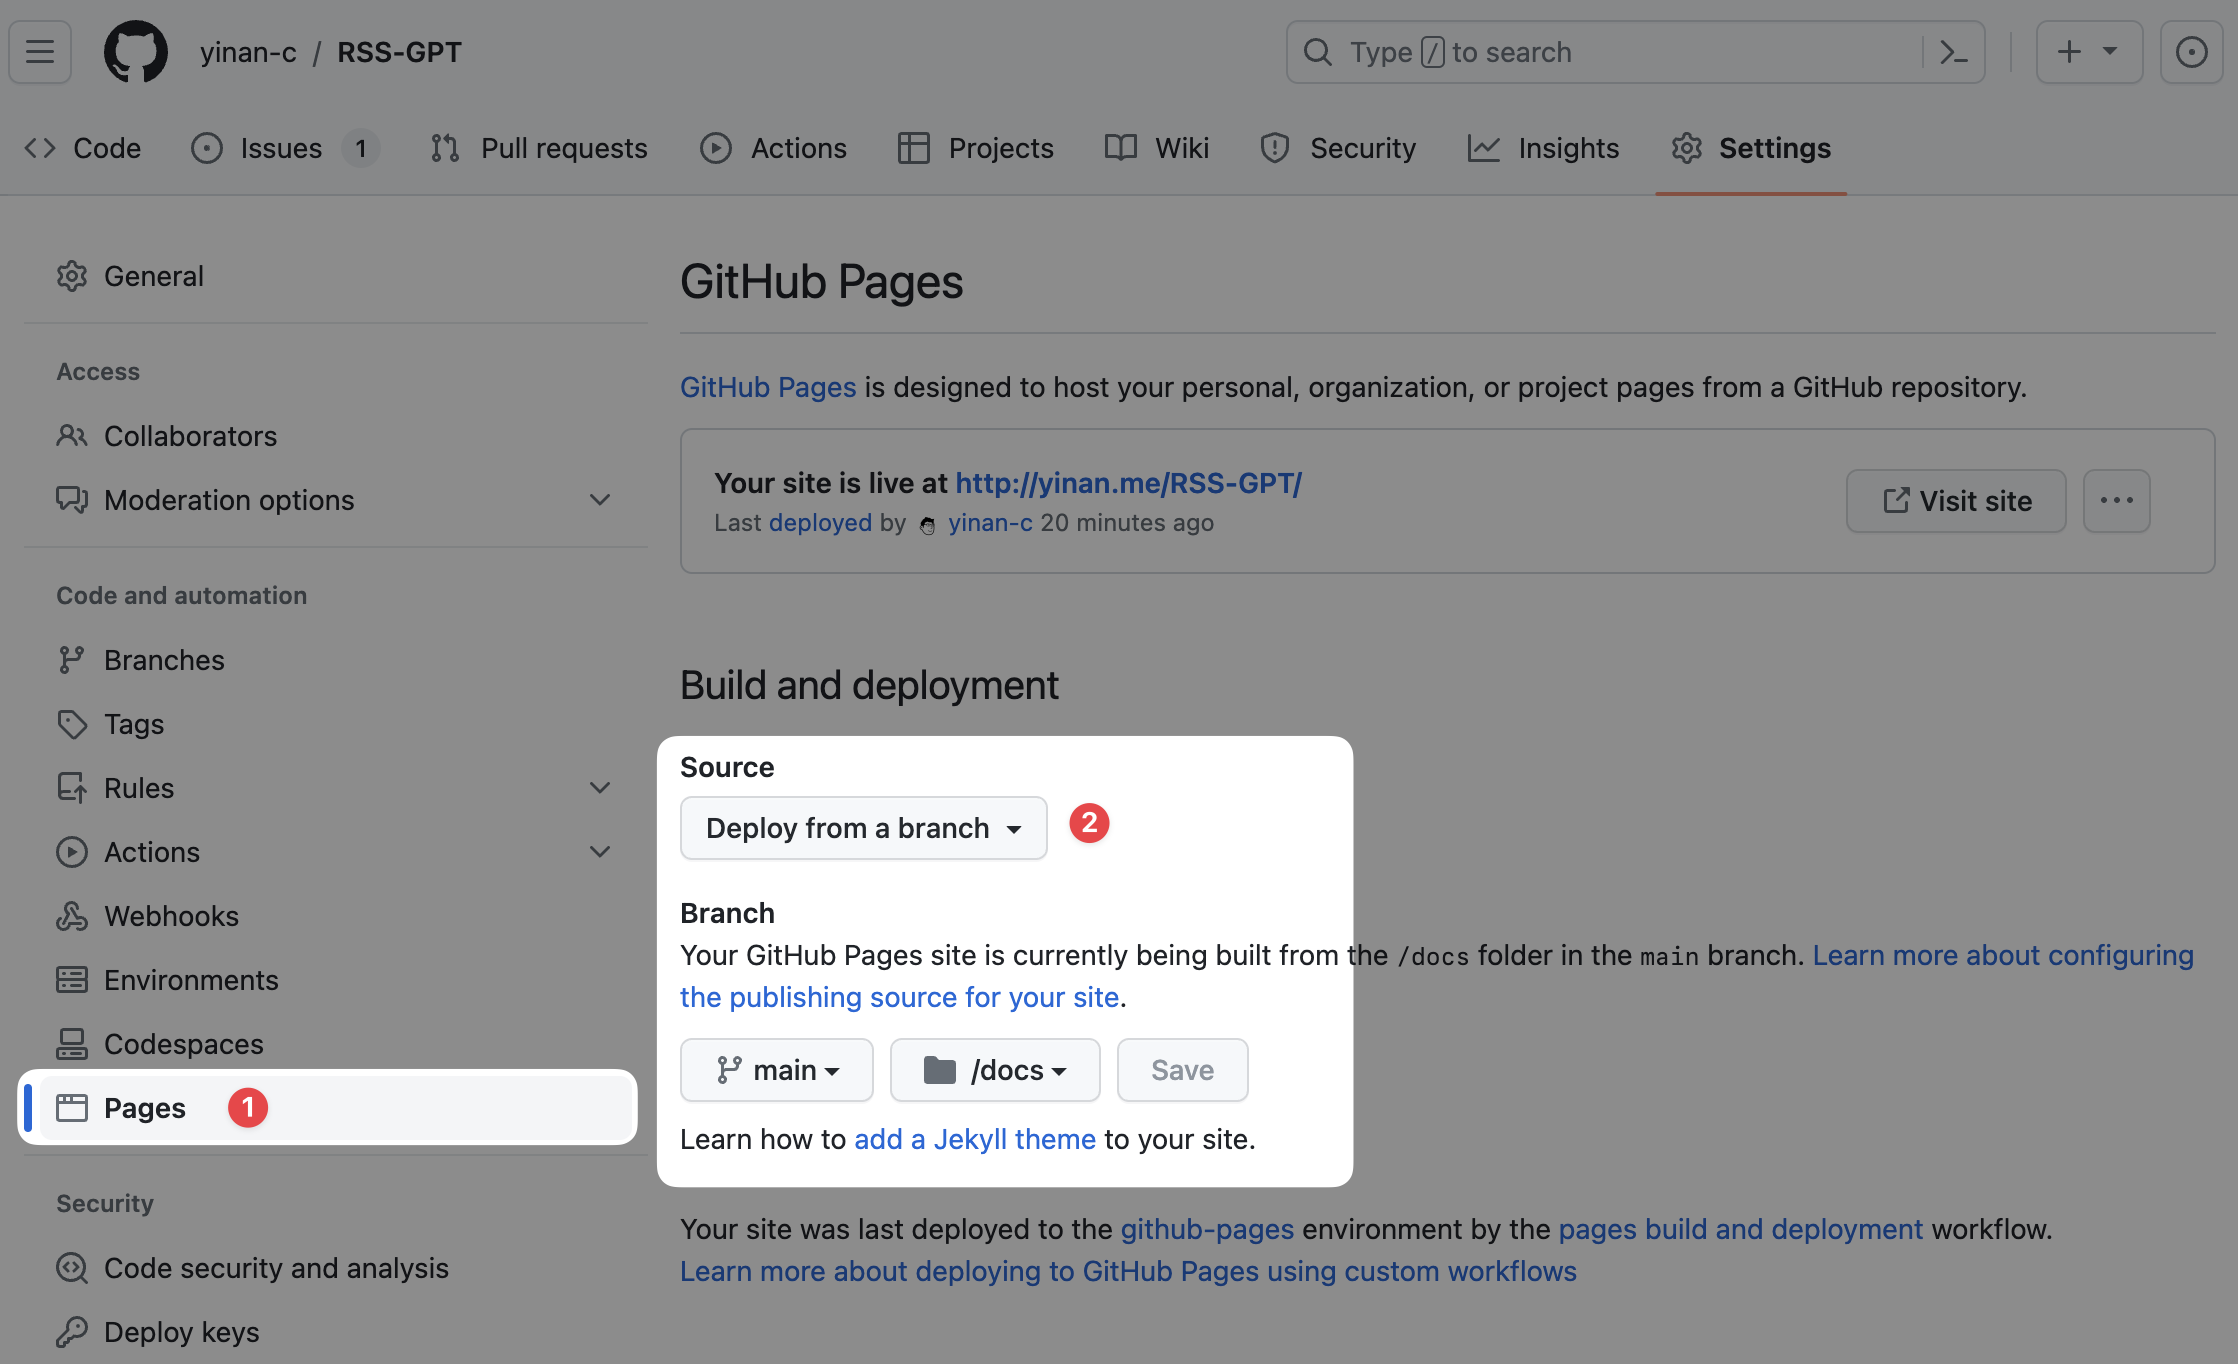 yinan-c / RSS-GPT
Type / to search
Code
Issues 1
Pull requests
Actions
Projects
Wiki
Security
Insights
Settings
General
Access
Collaborators
Moderation options
Code and automation
Branches
Tags
Rules
Actions
Webhooks
Environments
Codespaces
Pages 1
Security
Code security and analysis
Deploy keys
GitHub Pages
GitHub Pages is designed to host your personal, organization, or project pages from a GitHub repository.
Your site is live at http://yinan.me/RSS-GPT/
Last deployed by yinan-c 20 minutes ago
Visit site
Build and deployment
Source
Deploy from a branch 2
Branch
Your GitHub Pages site is currently being built from the /docs folder in the main branch. Learn more about configuring
the publishing source for your site.
main /docs Save
Learn how to add a Jekyll theme to your site.
Your site was last deployed to the github-pages environment by the pages build and deployment workflow.
Learn more about deploying to GitHub Pages using custom workflows